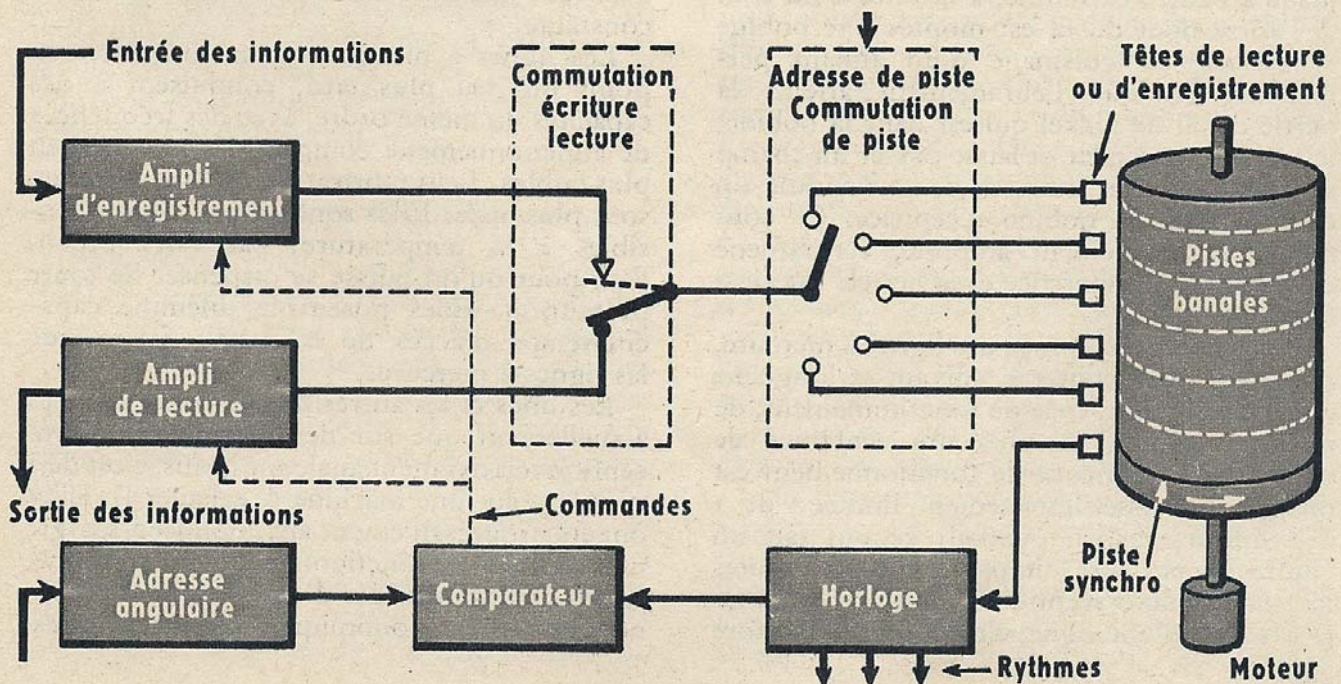 Entrée des informations
Commutation
écriture
lecture
Adresse de piste
Commutation
de piste
Têtes de lecture
ou d'enregistrement
Ampli
d'enregistrement
Pistes
banales
Ampli
de lecture
Sortie des informations
Commandes
Adresse
angulaire
Comparateur
Horloge
Piste
synchro
Rythmes
Moteur